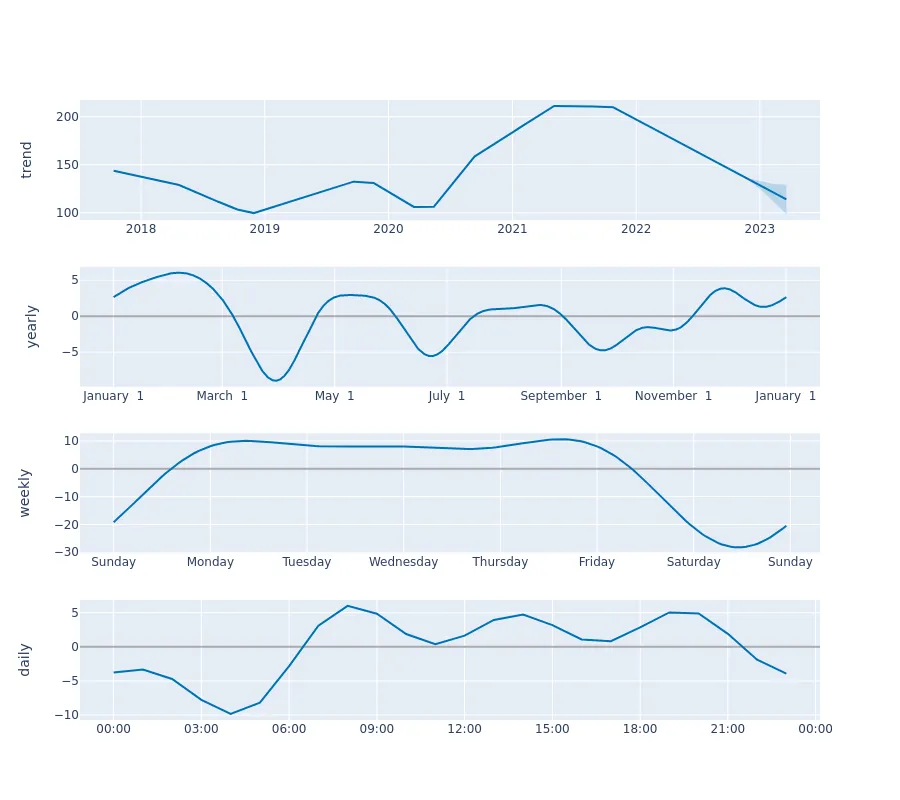 trend
200
150
100
2018 2019 2020 2021 2022 2023
yearly
5
0
−5
January 1 March 1 May 1 July 1 September 1 November 1 January 1
weekly
10
0
−10
−20
−30
Sunday Monday Tuesday Wednesday Thursday Friday Saturday Sunday
daily
5
0
−5
−10
00:00 03:00 06:00 09:00 12:00 15:00 18:00 21:00 00:00